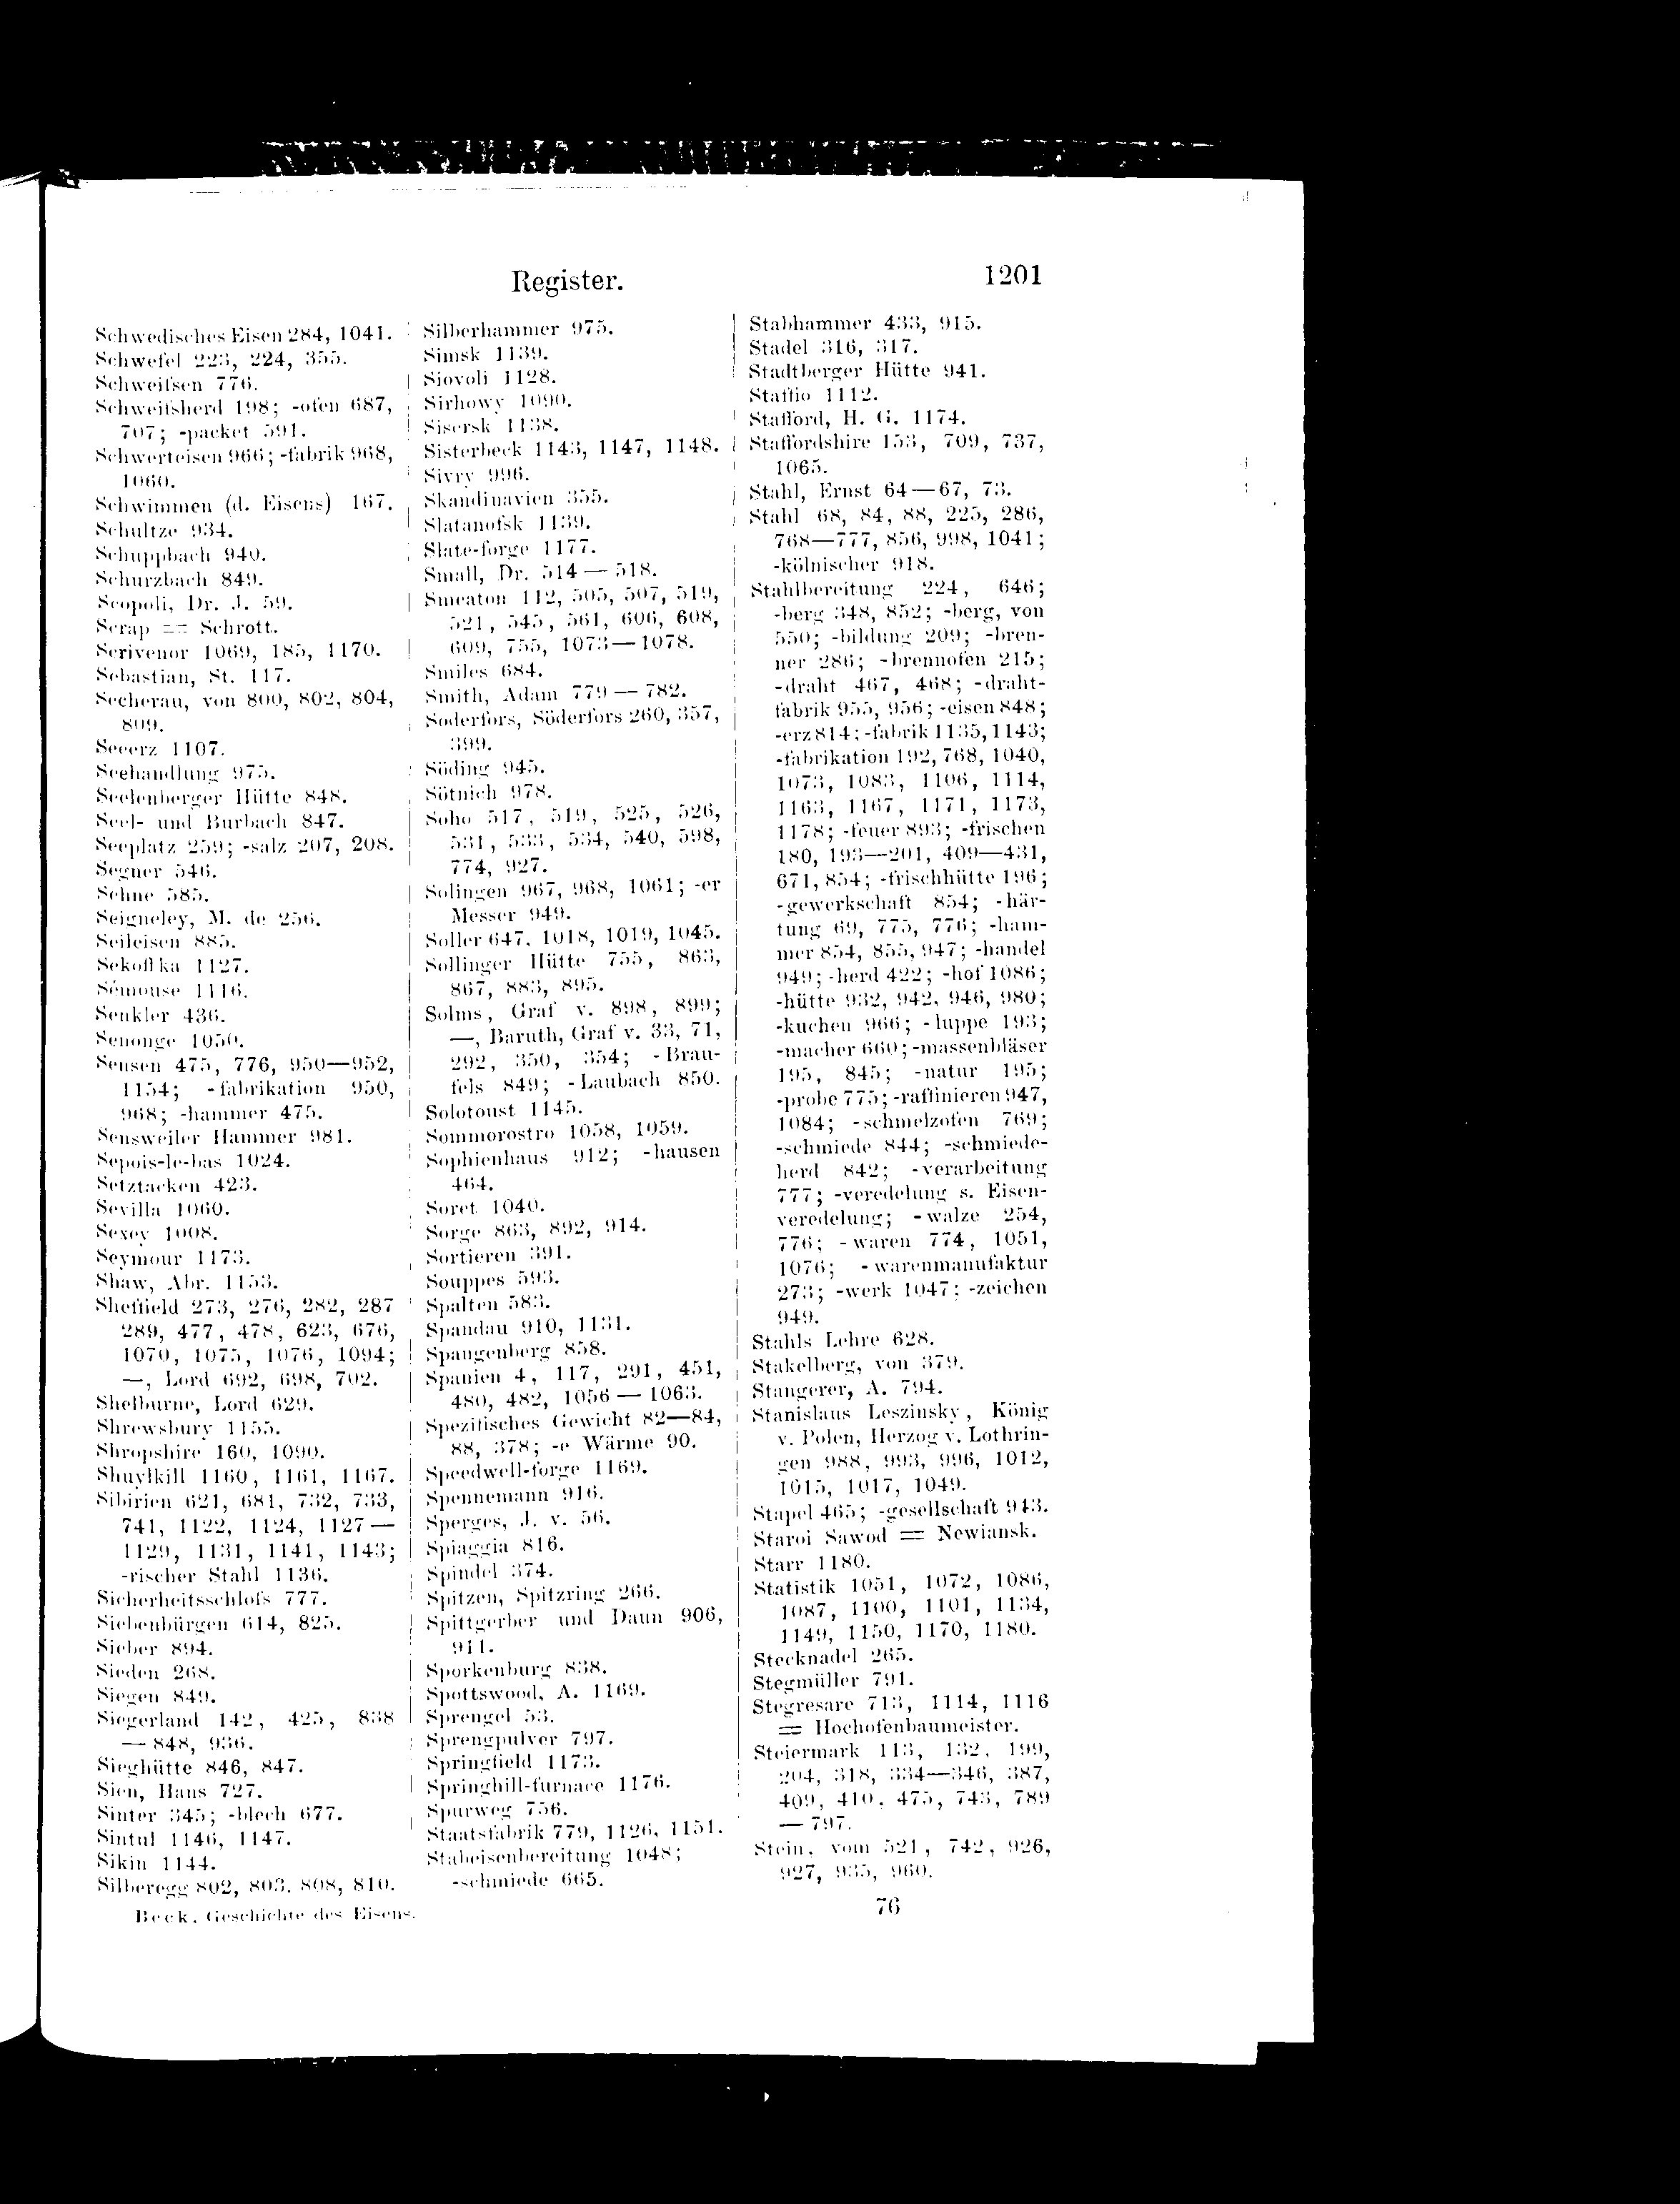 Register.
1201
Schwedisches Eisen 284, 1041.
Schwefel 223, 224, 355.
Schweifsen 776.
Schweifsherd 198; -ofen 687,
707; -packet 591.
Schwerteisen 966; -fabrik 968,
1060.
Schwimmen (d. Eisens) 167.
Schultze 934.
Schuppbach 940.
Schurzbach 849.
Scopoli, Dr. J. 59.
Scrap == Schrott.
Scrivenor 1069, 185, 1170.
Sebastian, St. 117.
Secherau, von 800, 802, 804,
809.
Seeerz 1107.
Seehandlung 975.
Seelenberger Hütte 848.
Seel- und Burbach 847.
Seeplatz 259; -salz 207, 208.
Segner 546.
Sehne 585.
Seigneley, M. de 256.
Seileisen 885.
Sekoffka 1127.
Sémouse 1116.
Senkler 436.
Senonge 1050.
Sensen 475, 776, 950—952,
1154; -fabrikation 950,
968; -hammer 475.
Sensweiler Hammer 981.
Sepois-le-bas 1024.
Setztacken 423.
Sevilla 1060.
Sexey 1008.
Seymour 1173.
Shaw, Abr. 1153.
Sheffield 273, 276, 282, 287
289, 477, 478, 623, 676,
1070, 1075, 1076, 1094;
—, Lord 692, 698, 702.
Shelburne, Lord 629.
Shrewsbury 1155.
Shropshire 160, 1090.
Shuylkill 1160, 1161, 1167.
Sibirien 621, 681, 732, 733,
741, 1122, 1124, 1127—
1129, 1131, 1141, 1143;
-rischer Stahl 1136.
Sicherheitsschlofs 777.
Siebenbürgen 614, 825.
Sieber 894.
Sieden 268.
Siegen 849.
Siegerland 142, 425, 838
— 848, 936.
Sieghütte 846, 847.
Sien, Hans 727.
Sinter 345; -blech 677.
Sintul 1146, 1147.
Sikin 1144.
Silberegg 802, 803, 808, 810.
Silberhammer 975.
Simsk 1139.
Siovoli 1128.
Sirhowy 1090.
Sisersk 1138.
Sisterbeck 1143, 1147, 1148.
Sivry 996.
Skandinavien 355.
Slatanofsk 1139.
Slate-forge 1177.
Small, Dr. 514 — 518.
Smeaton 112, 505, 507, 519,
521, 545, 561, 606, 608,
609, 755, 1073—1078.
Smiles 684.
Smith, Adam 779 — 782.
Soderfors, Söderfors 260, 357,
399.
Söding 945.
Sötnich 978.
Soho 517, 519, 525, 526,
531, 533, 534, 540, 598,
774, 927.
Solingen 967, 968, 1061; -er
Messer 949.
Soller 647, 1018, 1019, 1045.
Sollinger Hütte 755, 863,
867, 883, 895.
Solms, Graf v. 898, 899;
—, Baruth, Graf v. 33, 71,
292, 350, 354; -Brau-
fels 849; -Laubach 850.
Solotoust 1145.
Sommorostro 1058, 1059.
Sophienhaus 912; -hausen
464.
Soret 1040.
Sorge 863, 892, 914.
Sortieren 391.
Souppes 593.
Spalten 583.
Spandau 910, 1131.
Spangenberg 858.
Spanien 4, 117, 291, 451,
480, 482, 1056 — 1063.
Spezifisches Gewicht 82—84,
88, 378; -e Wärme 90.
Speedwell-forge 1169.
Spennemann 916.
Sperges, J. v. 56.
Spiaggia 816.
Spindel 374.
Spitzen, Spitzring 266.
Spittgerber und Daun 906,
911.
Sporkenburg 838.
Spottswood, A. 1169.
Sprengel 53.
Sprengpulver 797.
Springfield 1173.
Springhill-furnace 1176.
Spurweg 756.
Staatsfabrik 779, 1126, 1151.
Stabeisenbereitung 1048;
-schmiede 665.
Stabhammer 433, 915.
Stadel 316, 317.
Stadtberger Hütte 941.
Staffio 1112.
Stafford, H. G. 1174.
Staffordshire 153, 709, 737,
1065.
Stahl, Ernst 64—67, 73.
Stahl 68, 84, 88, 225, 286,
768—777, 856, 998, 1041;
-kölnischer 918.
Stahlbereitung 224, 646;
-berg 348, 852; -berg, von
550; -bildung 209; -bren-
ner 286; -brennofen 215;
-draht 467, 468; -draht-
fabrik 955, 956; -eisen 848;
-erz 814; -fabrik 1135, 1143;
-fabrikation 192, 768, 1040,
1073, 1083, 1106, 1114,
1163, 1167, 1171, 1173,
1178; -feuer 893; -frischen
180, 193—201, 409—431,
671, 854; -frischhütte 196;
-gewerkschaft 854; -här-
tung 69, 775, 776; -ham-
mer 854, 855, 947; -handel
949; -herd 422; -hof 1086;
-hütte 932, 942, 946, 980;
-kuchen 966; -luppe 193;
-macher 660; -massenbläser
195, 845; -natur 195;
-probe 775; -raffinieren 947,
1084; -schmelzofen 769;
-schmiede 844; -schmiede-
herd 842; -verarbeitung
777; -veredelung s. Eisen-
veredelung; -walze 254,
776; -waren 774, 1051,
1076; -warenmanufaktur
273; -werk 1047; -zeichen
949.
Stahls Lehre 628.
Stakelberg, von 379.
Stangerer, A. 794.
Stanislaus Leszinsky, König
v. Polen, Herzog v. Lothrin-
gen 988, 993, 996, 1012,
1015, 1017, 1049.
Stapel 465; -gesellschaft 943.
Staroi Sawod == Newiansk.
Starr 1180.
Statistik 1051, 1072, 1086,
1087, 1100, 1101, 1134,
1149, 1150, 1170, 1180.
Stecknadel 265.
Stegmüller 791.
Stegresare 713, 1114, 1116
== Hochofenbaumeister.
Steiermark 113, 132, 199,
204, 318, 334—346, 387,
409, 410, 475, 743, 789
— 797.
Stein, vom 521, 742, 926,
927, 935, 960.
Beck, Geschichte des Eisens.
76